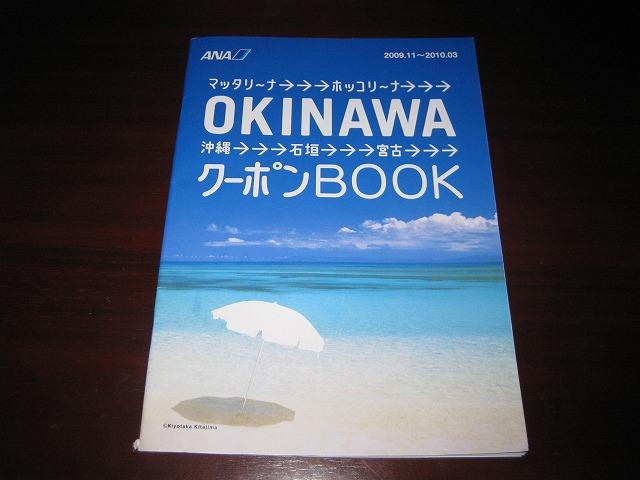 ANA
2009.11〜2010.03
マッタリ〜ナ→→→ホッコリ〜ナ→→→
OKINAWA
沖縄→→→石垣→→→宮古→→→
クーポンBOOK
©Kiyotaka Kitajima